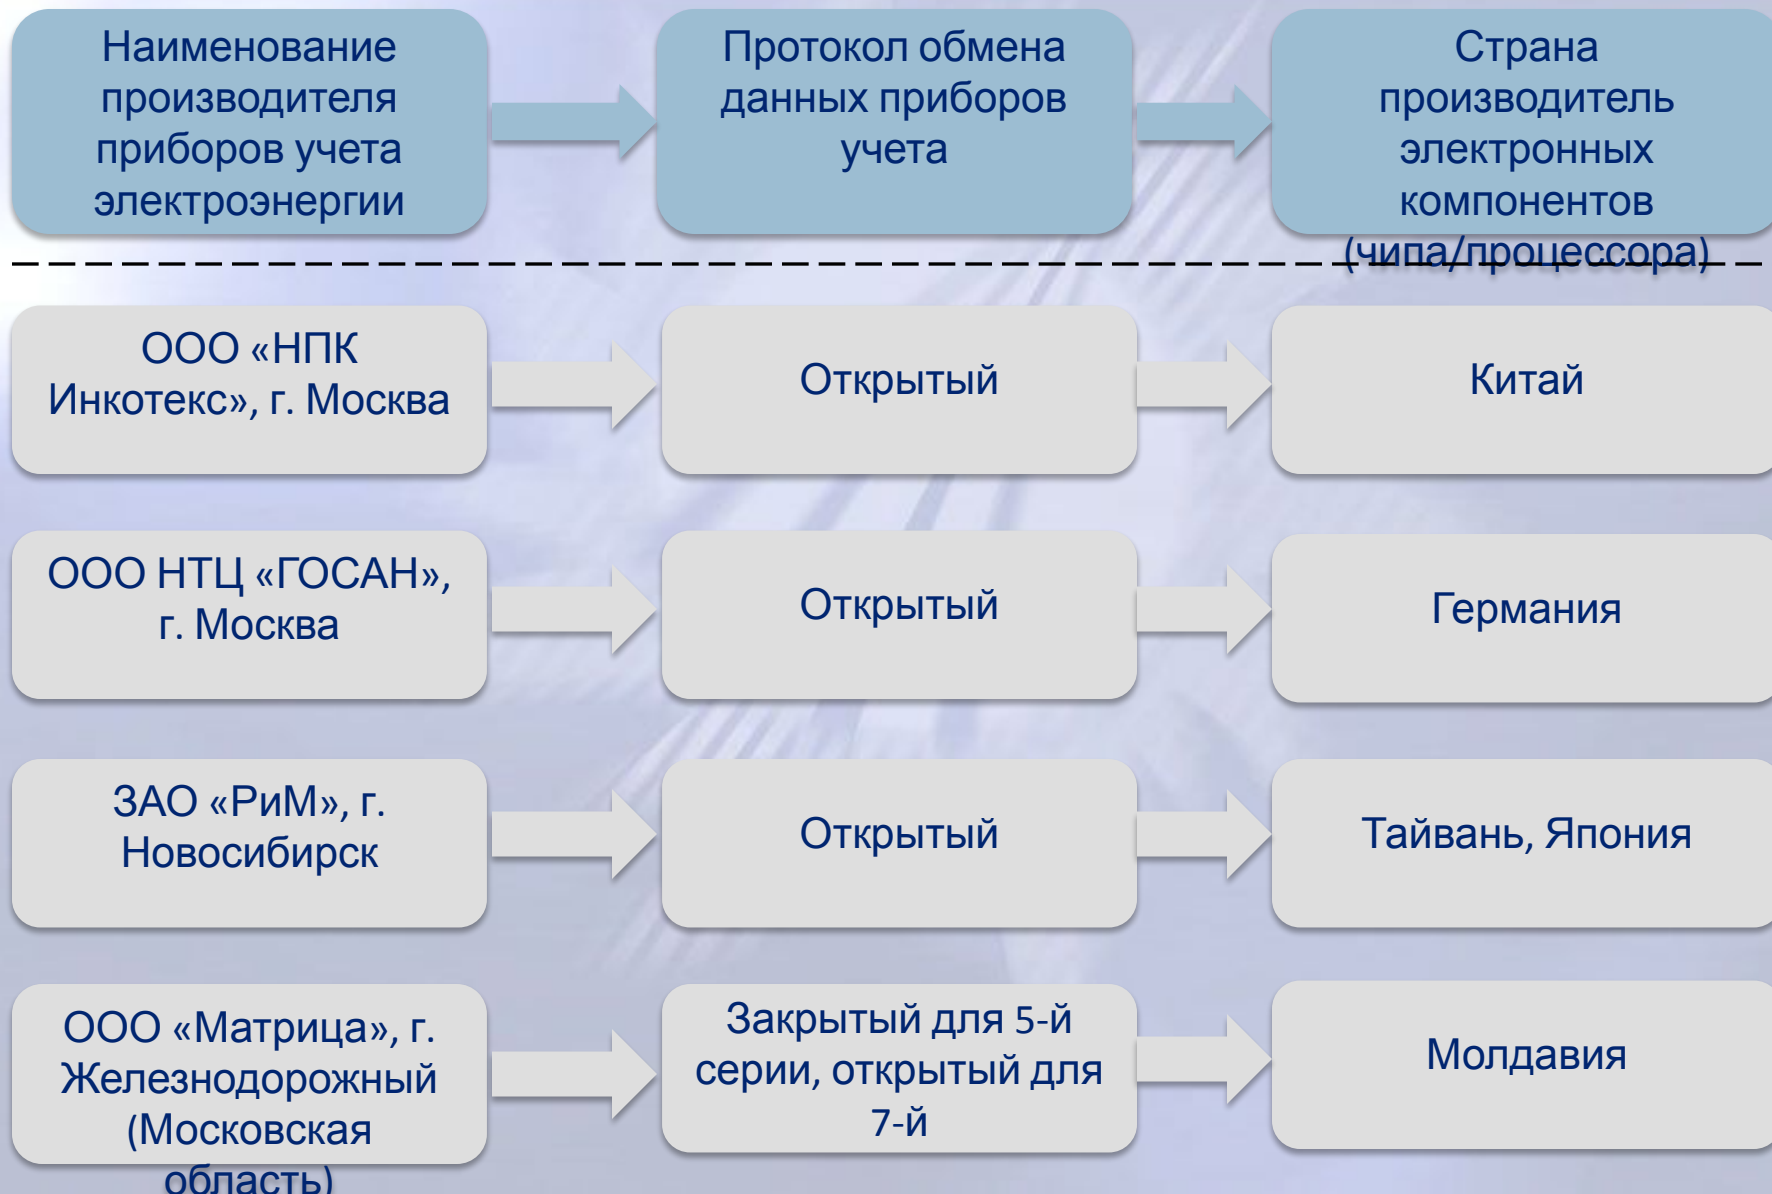 Наименование
производителя
приборов учета
электроэнергии
Протокол обмена
данных приборов
учета
Страна
производитель
электронных
компонентов
(чипа/процессора)
ООО «НПК
Инкотекс», г. Москва
Открытый
Китай
ООО НТЦ «ГОСАН»,
г. Москва
Открытый
Германия
ЗАО «РиМ», г.
Новосибирск
Открытый
Тайвань, Япония
ООО «Матрица», г.
Железнодорожный
(Московская
область)
Закрытый для 5-й
серии, открытый для
7-й
Молдавия